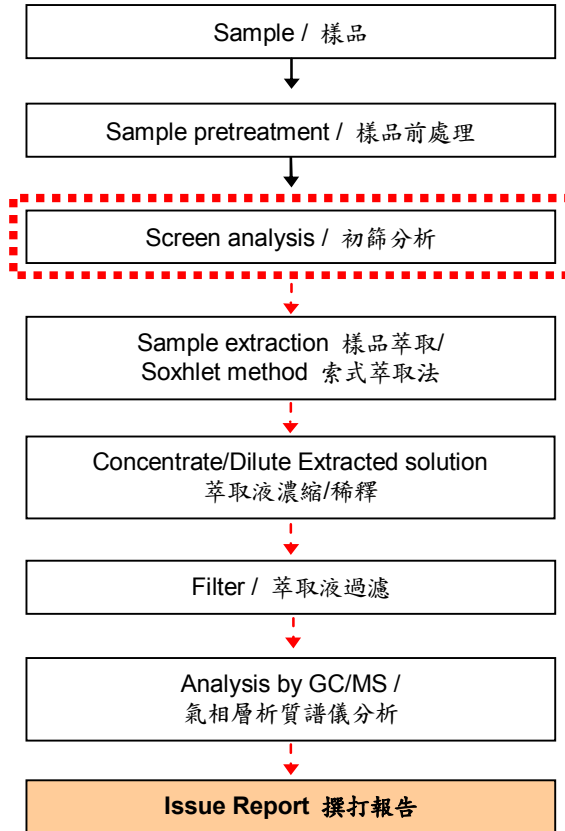 Sample / 樣品
Sample pretreatment / 樣品前處理
Screen analysis / 初篩分析
Sample extraction 樣品萃取/
Soxhlet method 索式萃取法
Concentrate/Dilute Extracted solution
萃取液濃縮/稀釋
Filter / 萃取液過濾
Analysis by GC/MS /
氣相層析質譜儀分析
Issue Report 撰打報告